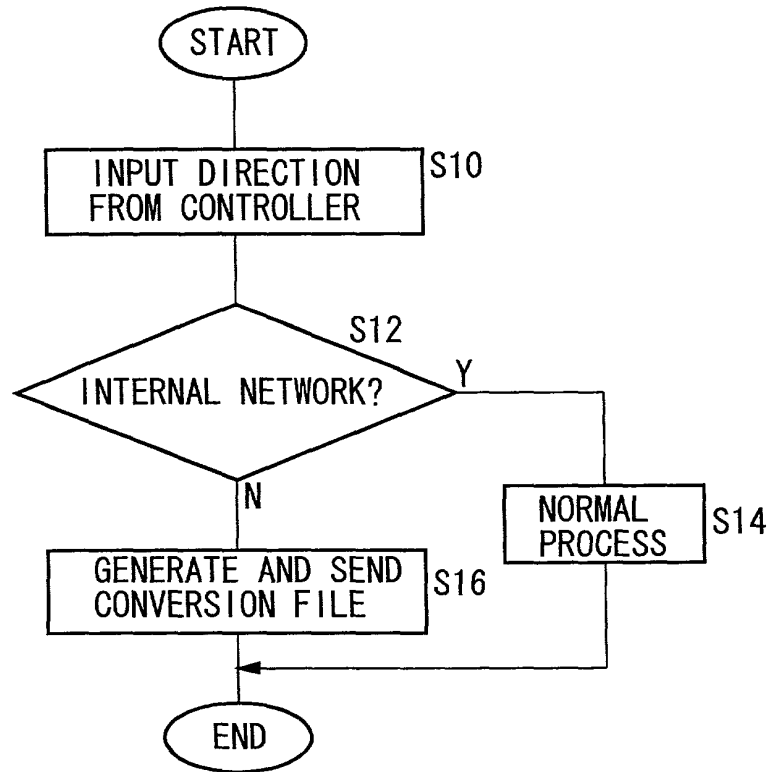 START
INPUT DIRECTION
FROM CONTROLLER
S10
S12
INTERNAL NETWORK?
Y
N
NORMAL
PROCESS
S14
GENERATE AND SEND
CONVERSION FILE
S16
END